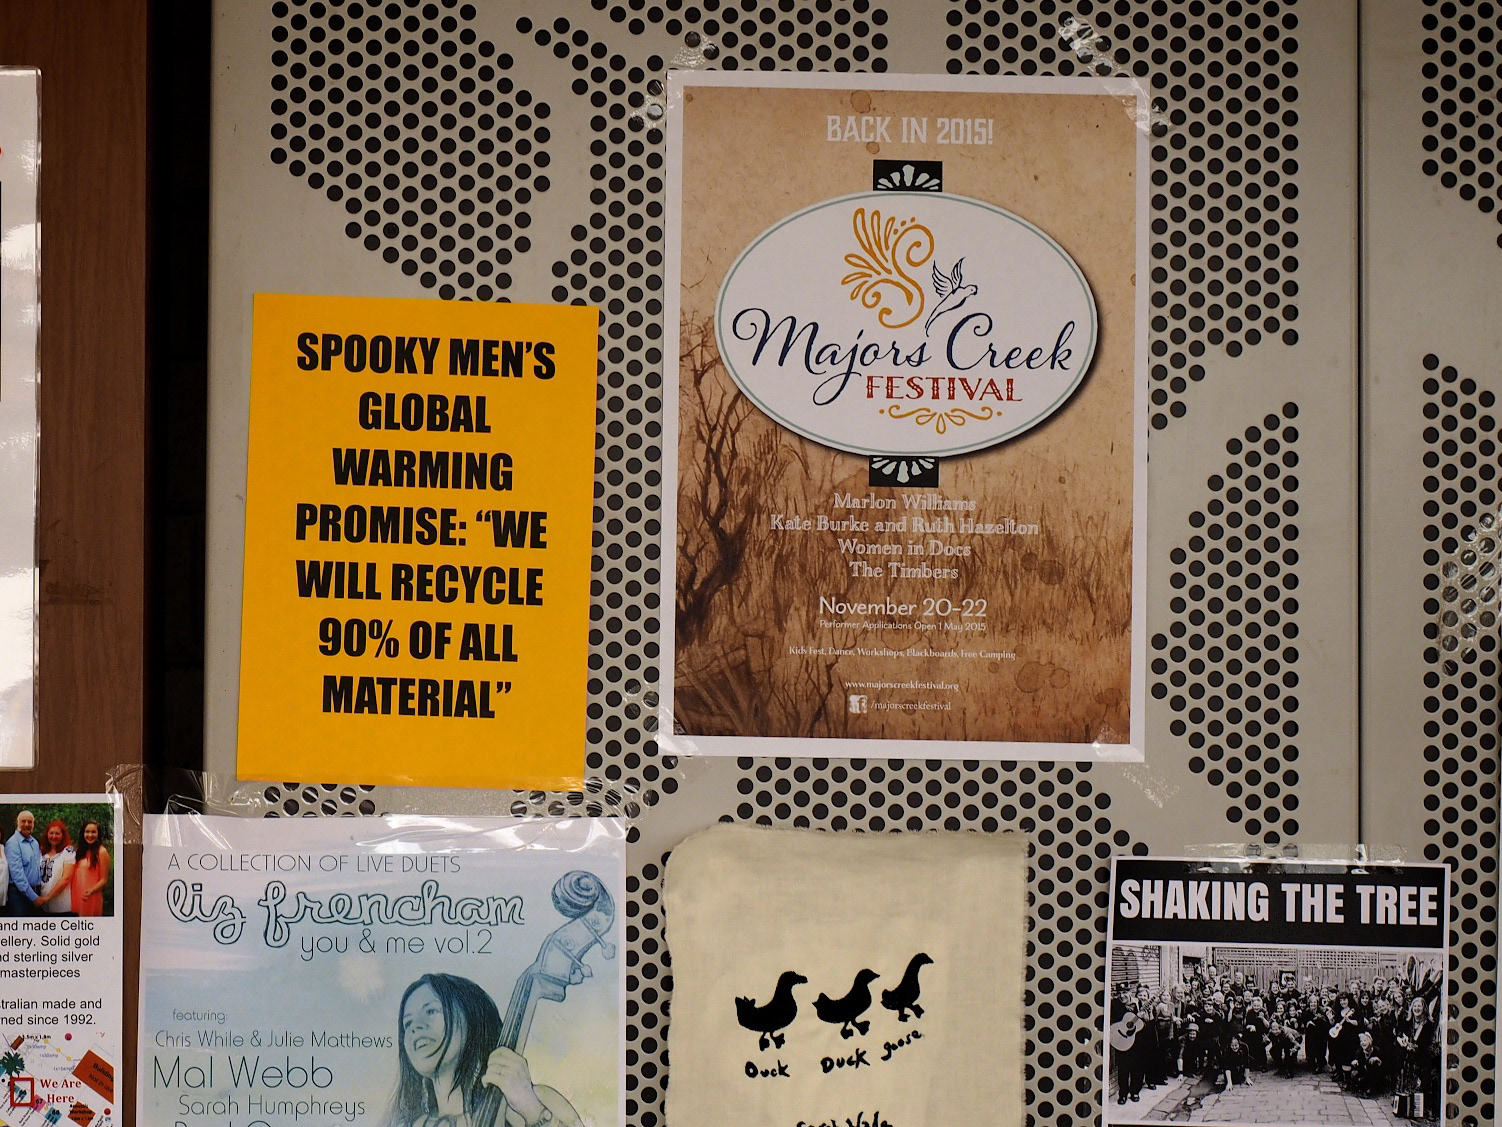 SPOOKY MEN'S
GLOBAL
WARMING
PROMISE: “WE
WILL RECYCLE
90% OF ALL
MATERIAL”
BACK IN 2015!
Majors Creek
FESTIVAL
Marlon Williams
Kate Burke and Ruth Hazelton
Women in Docs
The Timbers
November 20-22
Performer Applications Open 1 May 2015
Kids Fest, Dance, Workshops, Blackboards, Free Camping
www.majorscreekfestival.org
/majorscreekfestival
and made Celtic
ellery. Solid gold
nd sterling silver
masterpieces
stralian made and
ned since 1992.
We Are
Here
A COLLECTION OF LIVE DUETS
liz frencham
you & me vol.2
featuring:
Chris While & Julie Matthews
Mal Webb
Sarah Humphreys
Duck Duck goose
SHAKING THE TREE